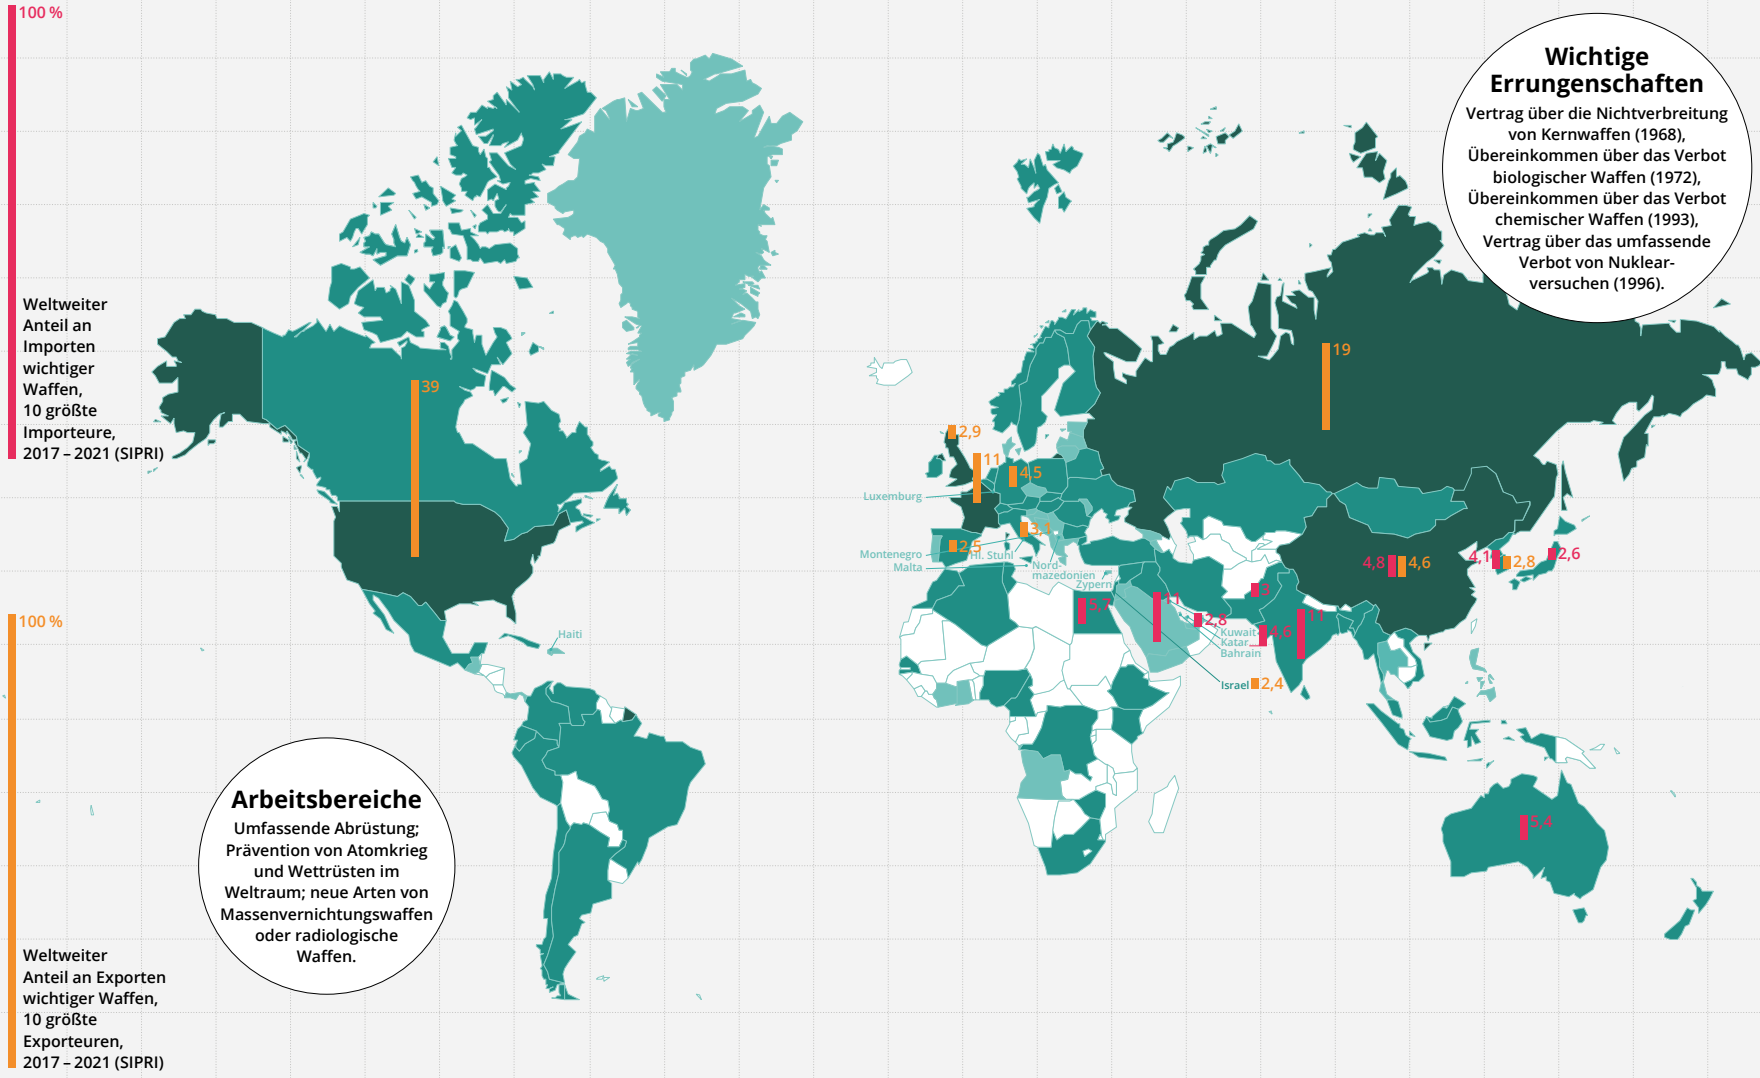 100 %
Weltweiter
Anteil an
Importen
wichtiger
Waffen,
10 größte
Importeure,
2017 – 2021 (SIPRI)
100 %
Weltweiter
Anteil an Exporten
wichtiger Waffen,
10 größte
Exporteuren,
2017 – 2021 (SIPRI)
Wichtige
Errungenschaften
Vertrag über die Nichtverbreitung
von Kernwaffen (1968),
Übereinkommen über das Verbot
biologischer Waffen (1972),
Übereinkommen über das Verbot
chemischer Waffen (1993),
Vertrag über das umfassende
Verbot von Nuklear-
versuchen (1996).
Arbeitsbereiche
Umfassende Abrüstung;
Prävention von Atomkrieg
und Wettrüsten im
Weltraum; neue Arten von
Massenvernichtungswaffen
oder radiologische
Waffen.
39
19
2,9
11
4,5
Luxemburg
3,1
2,5
Montenegro
Hl. Stuhl
Malta
Nord-
mazedonien
Zypern
4,8
4,6
4,1
2,8
2,6
5,7
11
2,8
3
4,6
11
Kuwait
Katar
Bahrain
Israel
2,4
Haiti
5,4